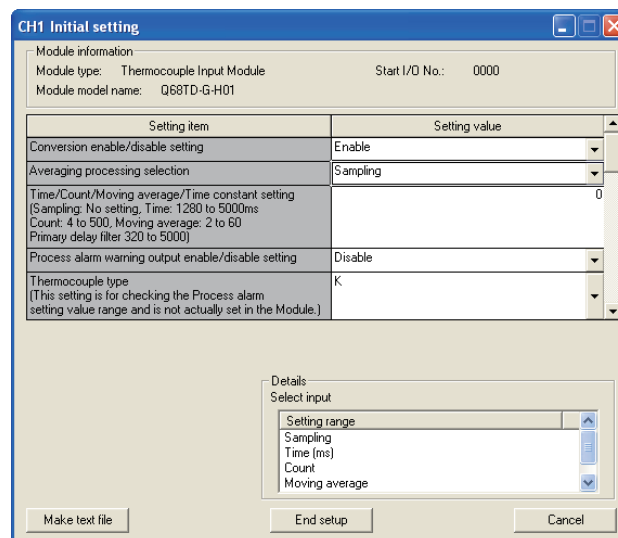 CH1 Initial setting
Module information
Module type: Thermocouple Input Module Start I/O No.: 0000
Module model name: Q68TD-G-H01
Setting item Setting value
Conversion enable/disable setting Enable
Averaging processing selection Sampling
Time/Count/Moving average/Time constant setting 0
(Sampling: No setting, Time: 1280 to 5000ms
Count: 4 to 500, Moving average: 2 to 60
Primary delay filter 320 to 5000)
Process alarm warning output enable/disable setting Disable
Thermocouple type K
(This setting is for checking the Process alarm
setting value range and is not actually set in the Module.)
Details
Select input
Setting range
Sampling
Time (ms)
Count
Moving average
Make text file End setup Cancel